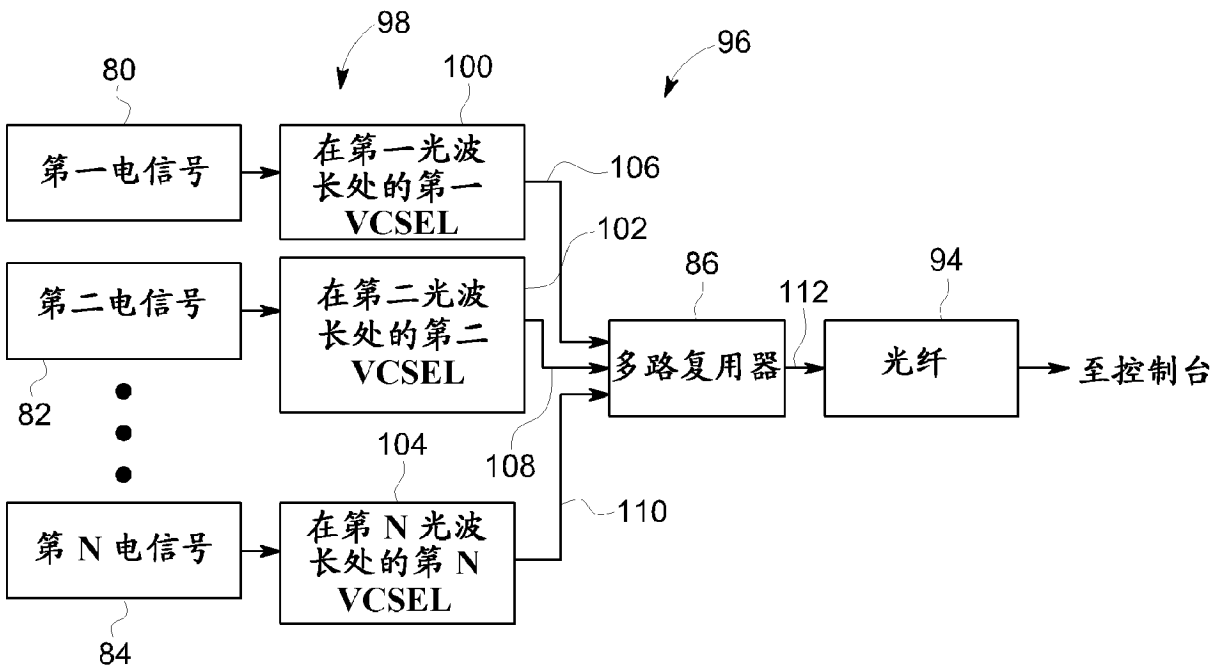 98
96
80
100
第一电信号
在第一光波
长处的第一
VCSEL
106
102
第二电信号
在第二光波
长处的第二
VCSEL
82
86
94
112
多路复用器
光纤
至控制台
108
104
110
第 N 电信号
在第 N 光波
长处的第 N
VCSEL
84